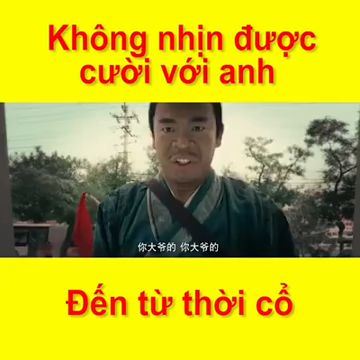 Không nhịn được
cười với anh
你大爷的 你大爷的
Đến từ thời cổ